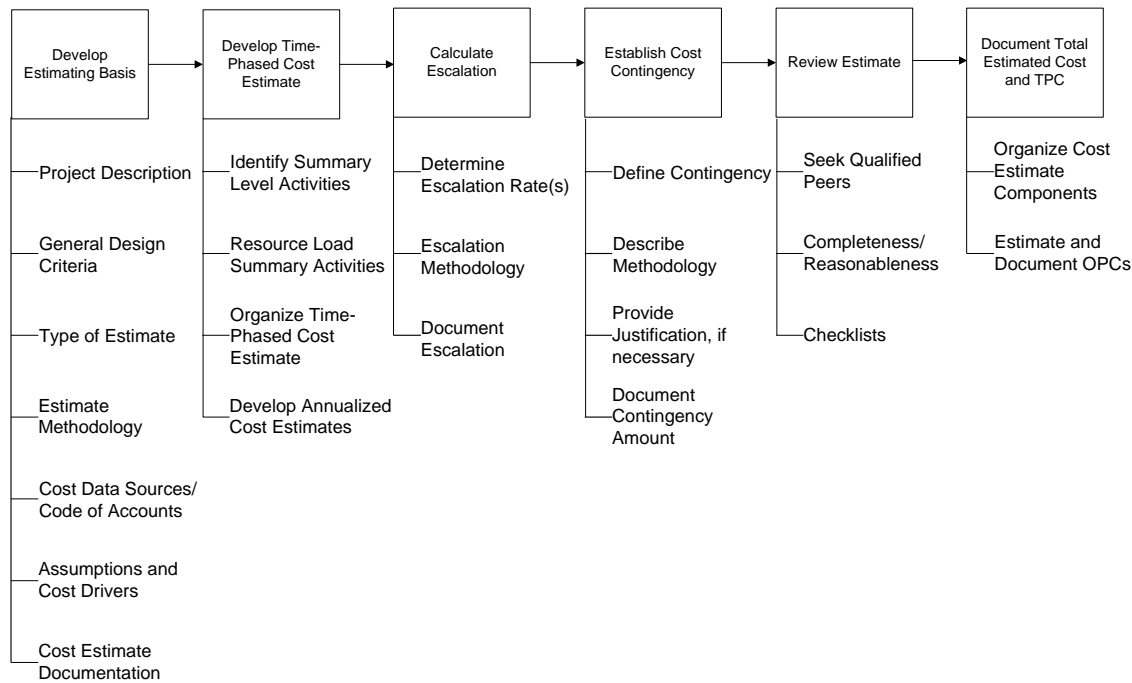 Develop
Estimating Basis
Develop Time-
Phased Cost
Estimate
Calculate
Escalation
Establish Cost
Contingency
Review Estimate
Document Total
Estimated Cost
and TPC
Project Description
General Design
Criteria
Type of Estimate
Estimate
Methodology
Cost Data Sources/
Code of Accounts
Assumptions and
Cost Drivers
Cost Estimate
Documentation
Identify Summary
Level Activities
Resource Load
Summary Activities
Organize Time-
Phased Cost
Estimate
Develop Annualized
Cost Estimates
Determine
Escalation Rate(s)
Escalation
Methodology
Document
Escalation
Define Contingency
Describe
Methodology
Provide
Justification, if
necessary
Document
Contingency
Amount
Seek Qualified
Peers
Completeness/
Reasonableness
Checklists
Organize Cost
Estimate
Components
Estimate and
Document OPCs